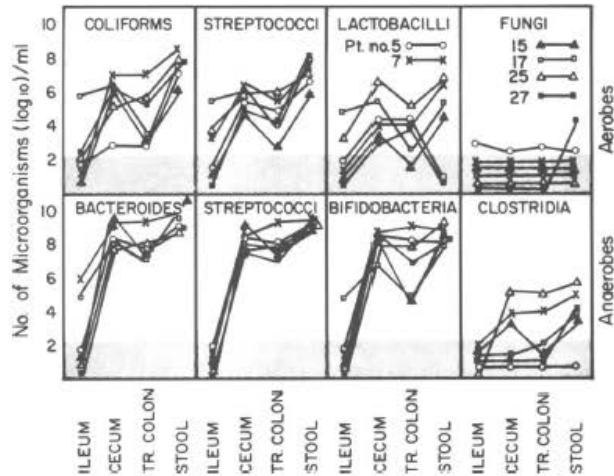 COLIFORMS STREPTOCOCCI LACTOBACILLI FUNGI
10
8
6
4
2
Pt. no. 5
7
15
17
25
27
Aerobes
No. of Microorganisms (log10)/ml
BACTEROIDES STREPTOCOCCI BIFIDOBACTERIA CLOSTRIDIA
10
8
6
4
2
Anaerobes
ILEUM CECUM TR. COLON STOOL ILEUM CECUM TR. COLON STOOL ILEUM CECUM TR. COLON STOOL ILEUM CECUM TR. COLON STOOL